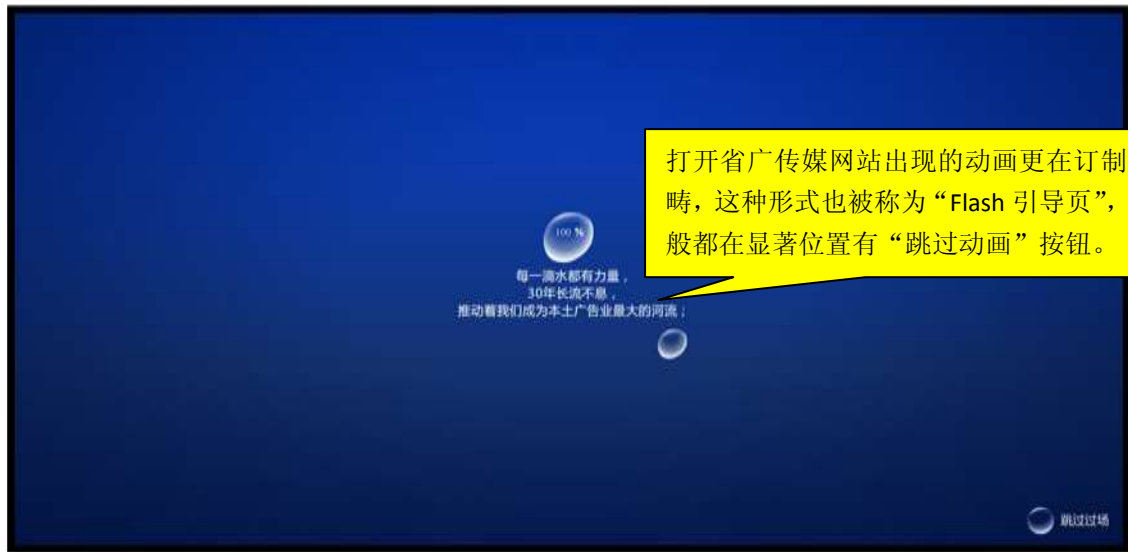 打开省广传媒网站出现的动画更在订制
畴，这种形式也被称为“Flash 引导页”，
般都在显著位置有“跳过动画”按钮。
100 %
每一滴水都有力量，
30年长流不息，
推动着我们成为本土广告业最大的河流；
跳过过场